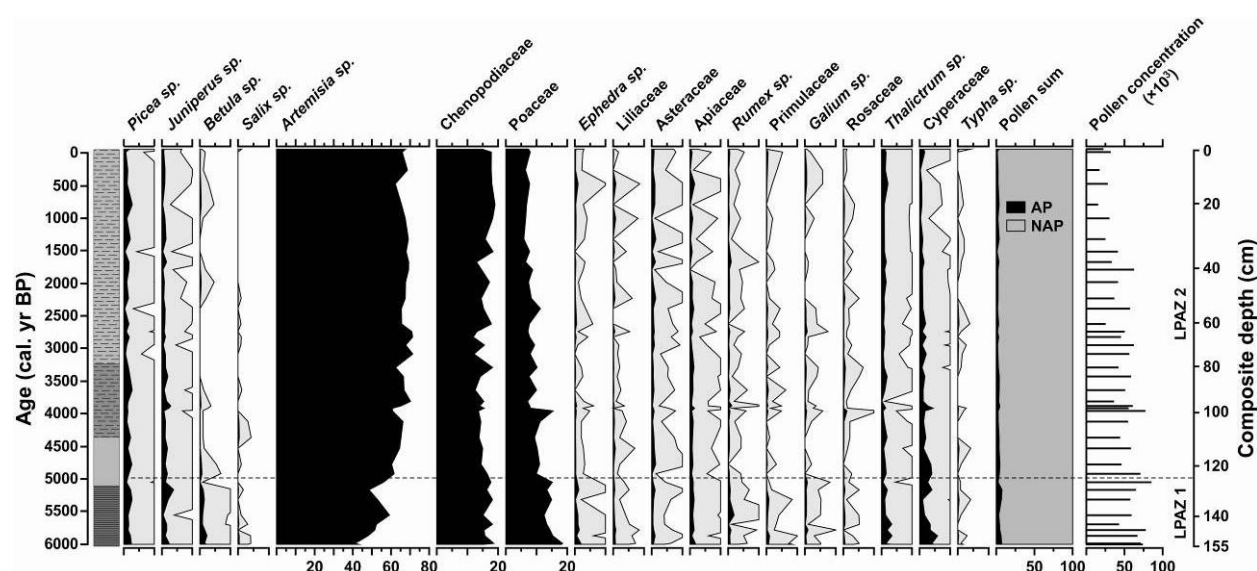 Picea sp.
Juniperus sp.
Betula sp.
Salix sp.
Artemisia sp.
Chenopodiaceae
Poaceae
Ephedra sp.
Liliaceae
Asteraceae
Apiaceae
Rumex sp.
Primulaceae
Galium sp.
Rosaceae
Thalictrum sp.
Cyperaceae
Typha sp.
Pollen sum
Pollen concentration
(×10³)
Age (cal. yr BP)
0
500
1000
1500
2000
2500
3000
3500
4000
4500
5000
5500
6000
AP
NAP
LPAZ 2
LPAZ 1
0
20
40
60
80
100
120
140
155
Composite depth (cm)
20 40 60 80 20 20 50 100 0 50 100